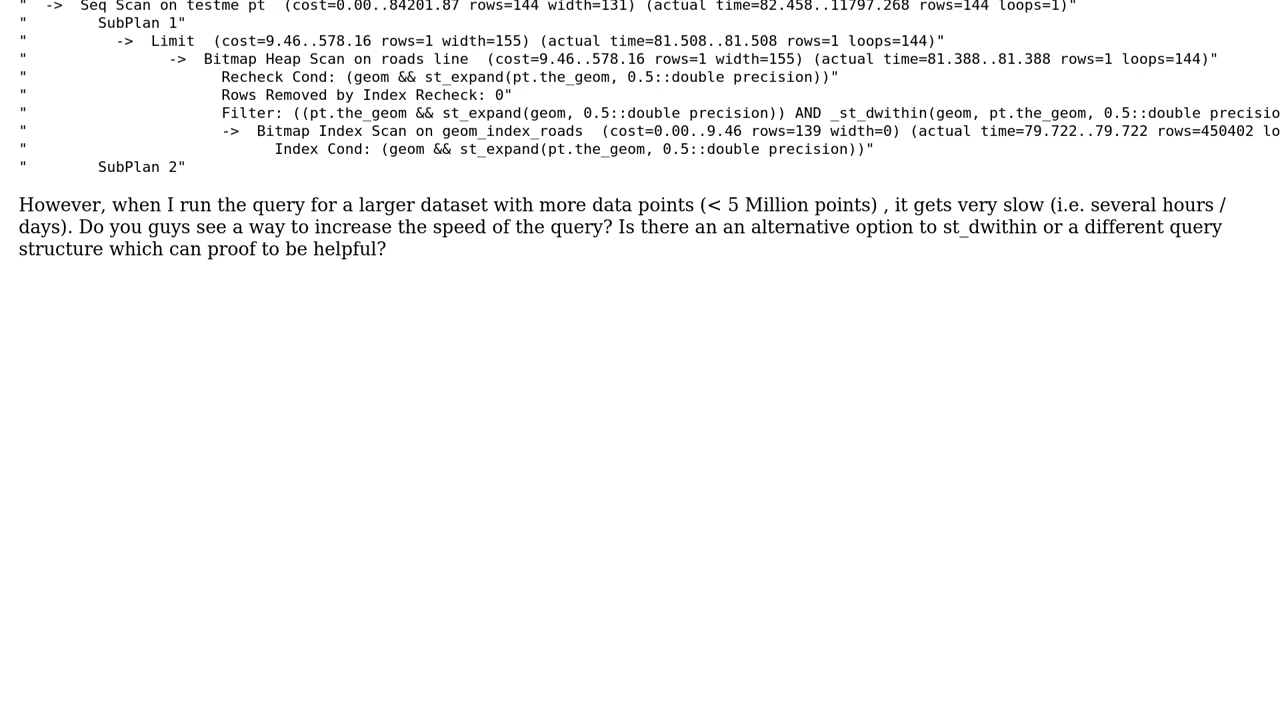 "  ->  Seq Scan on testme pt  (cost=0.00..84201.87 rows=144 width=131) (actual time=82.458..11797.268 rows=144 loops=1)"
"        SubPlan 1"
"          ->  Limit  (cost=9.46..578.16 rows=1 width=155) (actual time=81.508..81.508 rows=1 loops=144)"
"                ->  Bitmap Heap Scan on roads line  (cost=9.46..578.16 rows=1 width=155) (actual time=81.388..81.388 rows=1 loops=144)"
"                      Recheck Cond: (geom && st_expand(pt.the_geom, 0.5::double precision))"
"                      Rows Removed by Index Recheck: 0"
"                      Filter: ((pt.the_geom && st_expand(geom, 0.5::double precision)) AND _st_dwithin(geom, pt.the_geom, 0.5::double precisio
"                      ->  Bitmap Index Scan on geom_index_roads  (cost=0.00..9.46 rows=139 width=0) (actual time=79.722..79.722 rows=450402 lo
"                            Index Cond: (geom && st_expand(pt.the_geom, 0.5::double precision))"
"        SubPlan 2"
However, when I run the query for a larger dataset with more data points (< 5 Million points) , it gets very slow (i.e. several hours /
days). Do you guys see a way to increase the speed of the query? Is there an an alternative option to st_dwithin or a different query
structure which can proof to be helpful?